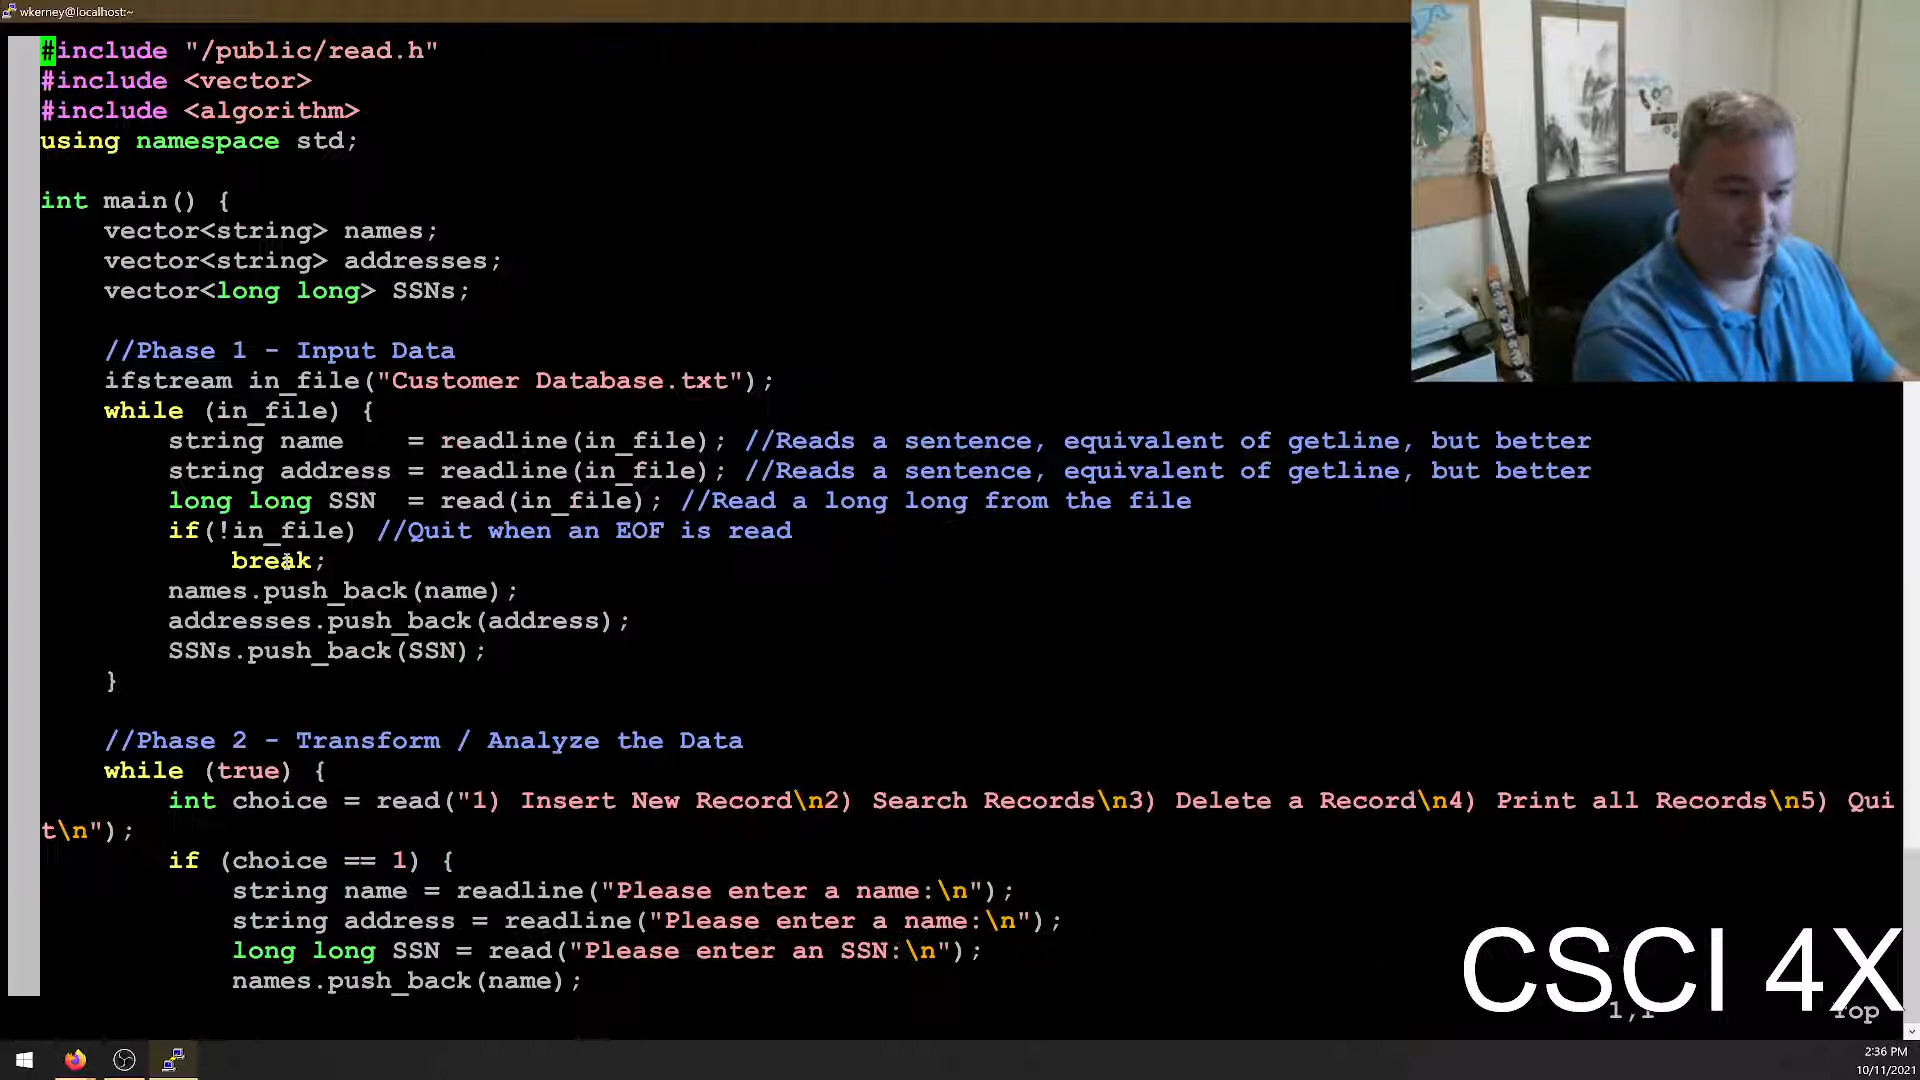 wkerney@localhost:~
#include "/public/read.h"
#include <vector>
#include <algorithm>
using namespace std;
int main() {
vector<string> names;
vector<string> addresses;
vector<long long> SSNs;
//Phase 1 - Input Data
ifstream in_file("Customer Database.txt");
while (in_file) {
string name    = readline(in_file); //Reads a sentence, equivalent of getline, but better
string address = readline(in_file); //Reads a sentence, equivalent of getline, but better
long long SSN  = read(in_file); //Read a long long from the file
if(!in_file) //Quit when an EOF is read
break;
names.push_back(name);
addresses.push_back(address);
SSNs.push_back(SSN);
}
//Phase 2 - Transform / Analyze the Data
while (true) {
int choice = read("1) Insert New Record\n2) Search Records\n3) Delete a Record\n4) Print all Records\n5) Qui
t\n");
if (choice == 1) {
string name = readline("Please enter a name:\n");
string address = readline("Please enter a name:\n");
long long SSN = read("Please enter an SSN:\n");
names.push_back(name);
CSCI 4X
1,1 Top
2:36 PM
10/11/2021